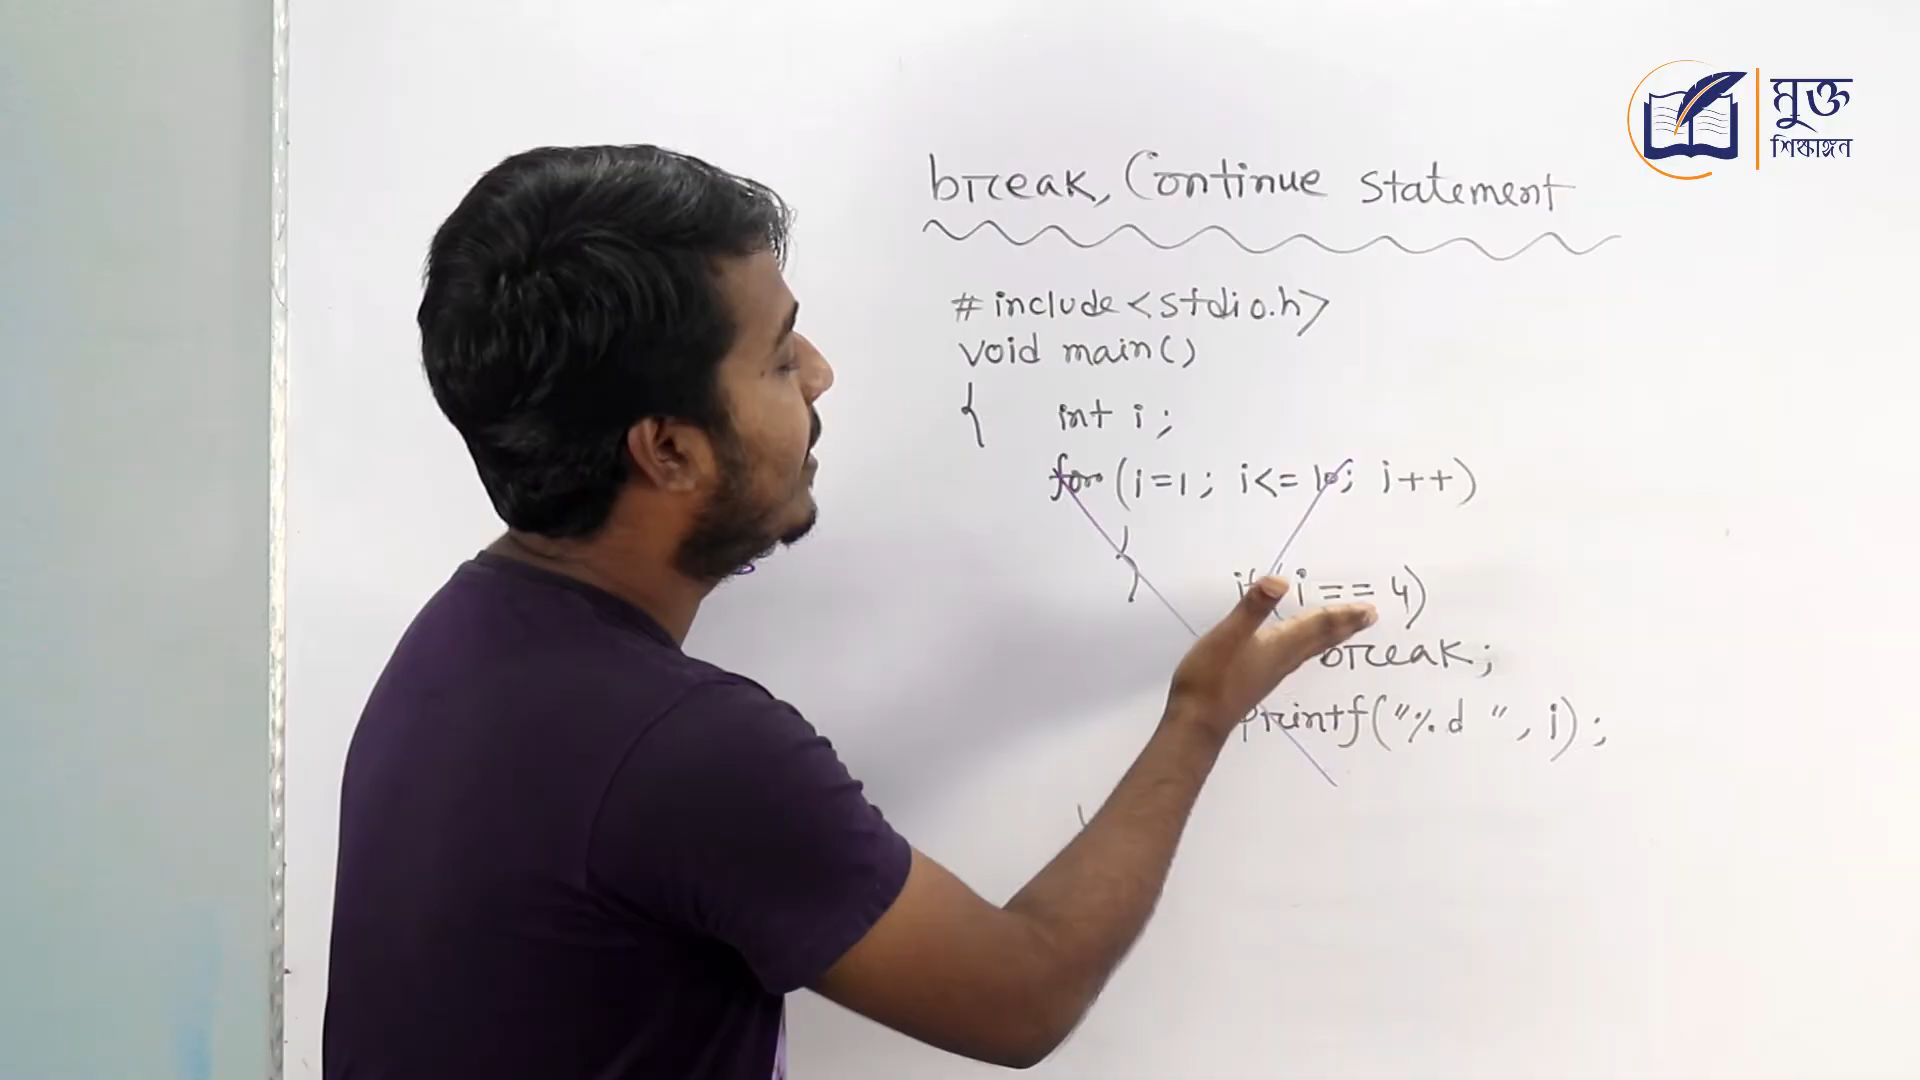 মুক্ত
শিক্ষাঙ্গন
break, Continue statement
# include <stdio.h>
void main()
{ int i ;
for (i=1 ; i<= 10; i++)
{
if (i == 4)
break;
printf("%d ", i) ;